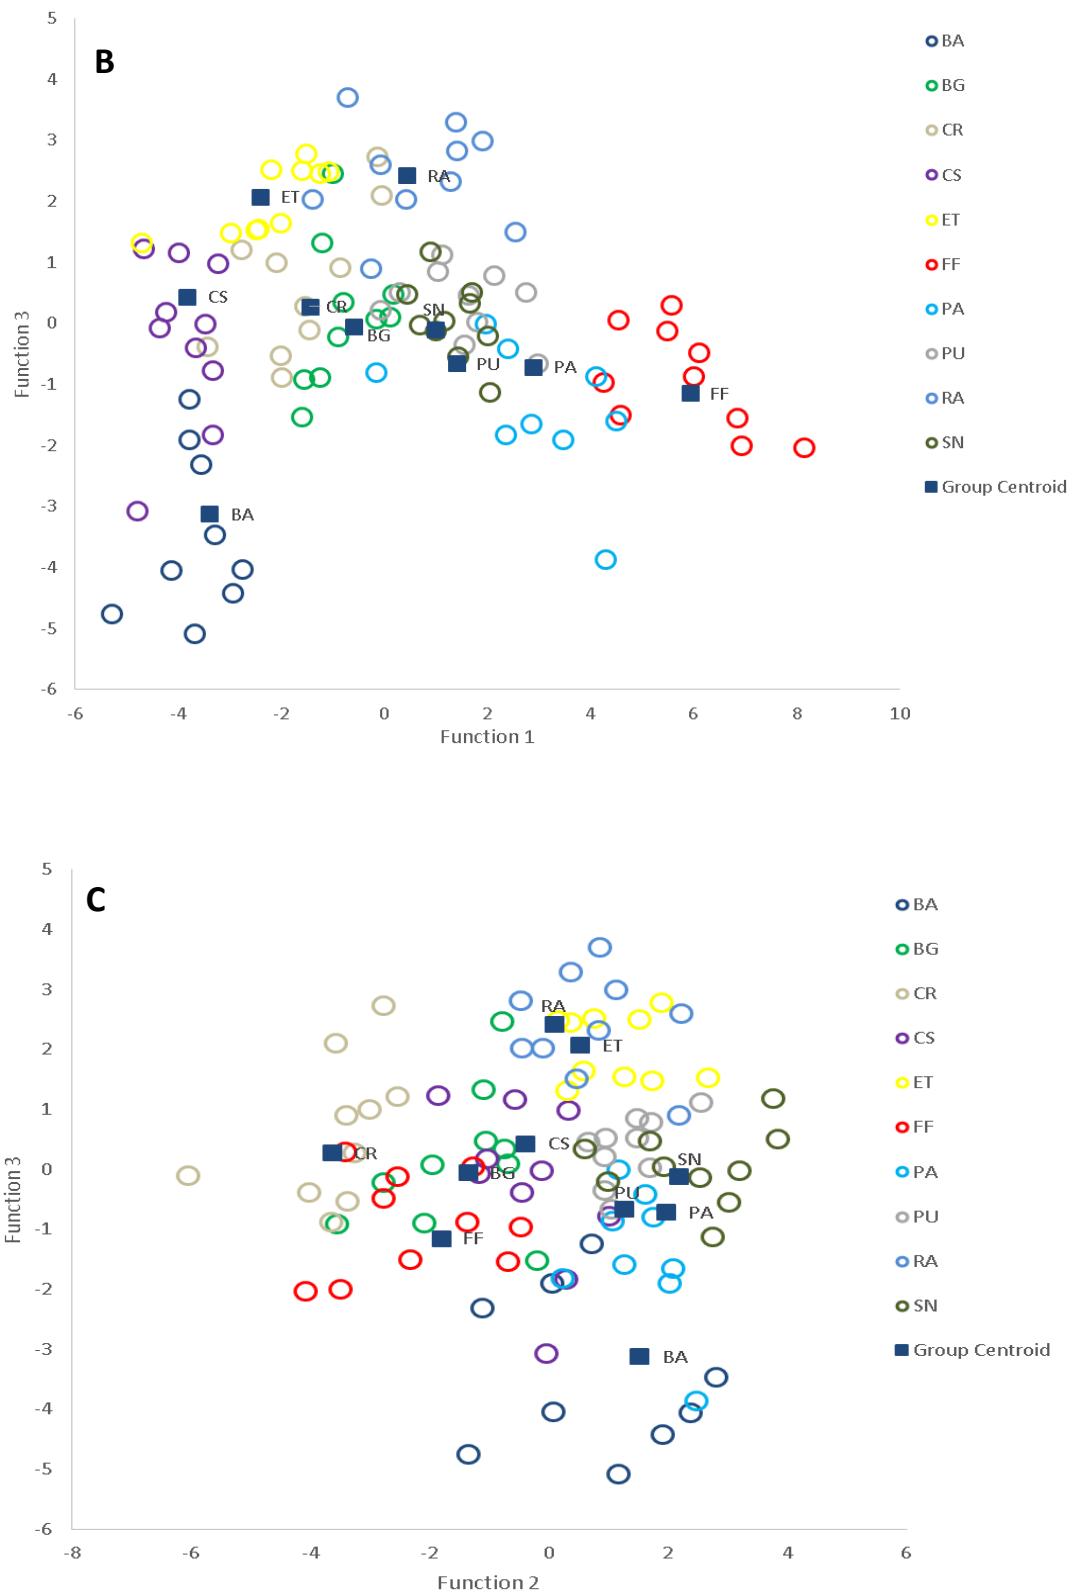 B
5
4
3
2
1
0
-1
-2
-3
-4
-5
-6
Function 3
-6 -4 -2 0 2 4 6 8 10
Function 1
RA
ET
CS
CR
BG
SN
PU
PA
FF
BA
BA
BG
CR
CS
ET
FF
PA
PU
RA
SN
Group Centroid
C
5
4
3
2
1
0
-1
-2
-3
-4
-5
-6
Function 3
-8 -6 -4 -2 0 2 4 6
Function 2
RA
ET
CS
CR
BG
SN
PU
PA
FF
BA
BA
BG
CR
CS
ET
FF
PA
PU
RA
SN
Group Centroid